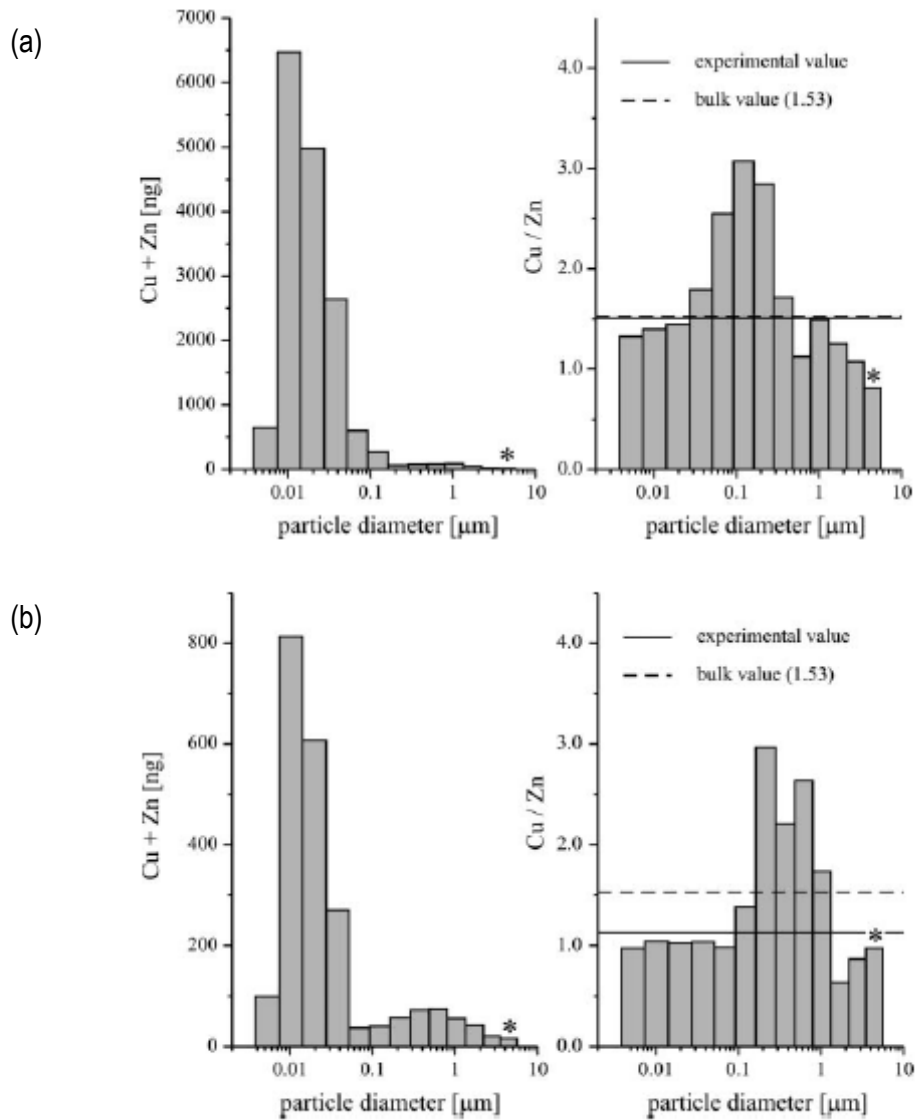 (a)
7000
6000
5000
4000
3000
2000
1000
0
Cu + Zn [ng]
*
0.01 0.1 1 10
particle diameter [μm]
4.0
3.0
2.0
1.0
0.0
Cu / Zn
experimental value
bulk value (1.53)
*
0.01 0.1 1 10
particle diameter [μm]
(b)
800
600
400
200
0
Cu + Zn [ng]
*
0.01 0.1 1 10
particle diameter [μm]
4.0
3.0
2.0
1.0
0.0
Cu / Zn
experimental value
bulk value (1.53)
*
0.01 0.1 1 10
particle diameter [μm]